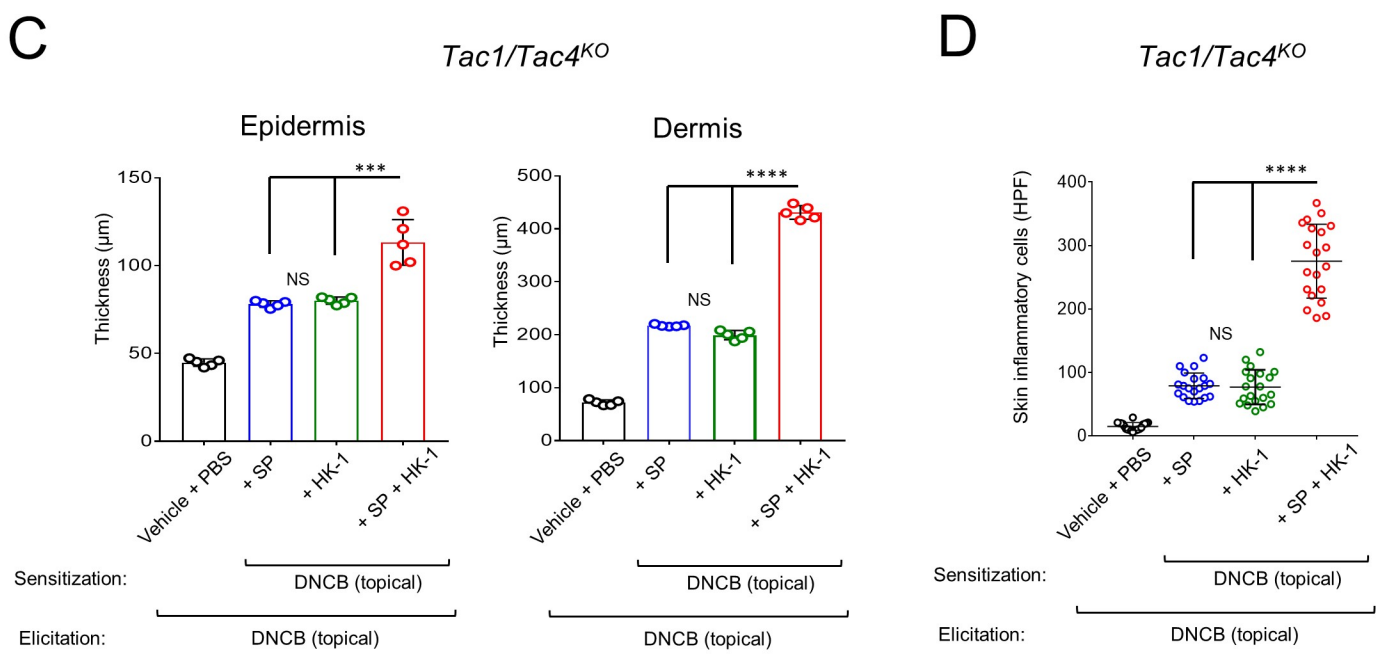 C
Tac1/Tac4KO
Epidermis
Thickness (µm)
150
100
50
0
***
NS
Vehicle + PBS
+ SP
+ HK-1
+ SP + HK-1
Dermis
Thickness (µm)
500
400
300
200
100
0
****
NS
Vehicle + PBS
+ SP
+ HK-1
+ SP + HK-1
Sensitization:
DNCB (topical)
DNCB (topical)
Elicitation:
DNCB (topical)
DNCB (topical)
D
Tac1/Tac4KO
Skin inflammatory cells (HPF)
400
300
200
100
0
****
NS
Vehicle + PBS
+ SP
+ HK-1
+ SP + HK-1
Sensitization:
DNCB (topical)
Elicitation:
DNCB (topical)